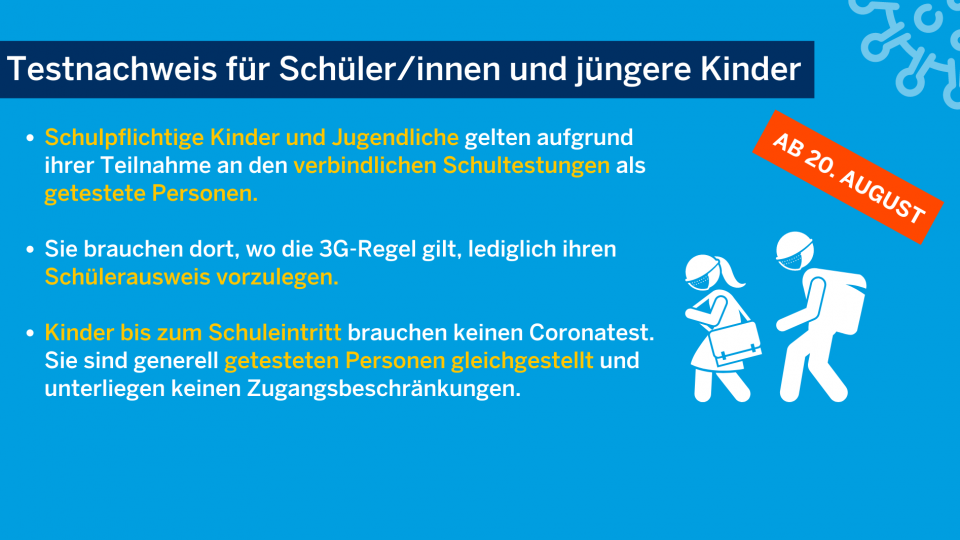 Testnachweis für Schüler/innen und jüngere Kinder
AB 20. AUGUST
• Schulpflichtige Kinder und Jugendliche gelten aufgrund
ihrer Teilnahme an den verbindlichen Schultestungen als
getestete Personen.
• Sie brauchen dort, wo die 3G-Regel gilt, lediglich ihren
Schülerausweis vorzulegen.
• Kinder bis zum Schuleintritt brauchen keinen Coronatest.
Sie sind generell getesteten Personen gleichgestellt und
unterliegen keinen Zugangsbeschränkungen.